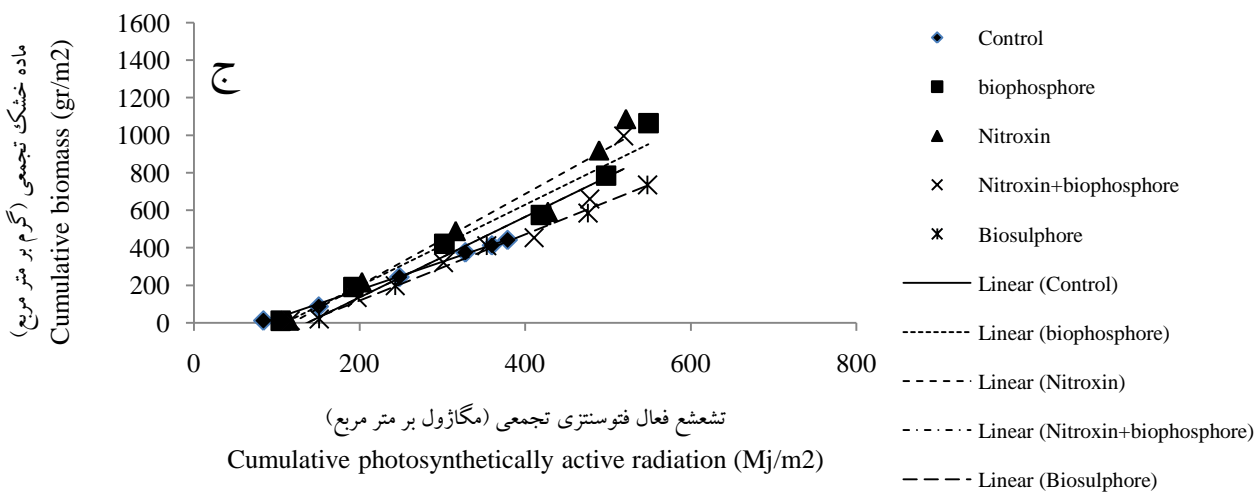 1600
1400
1200
1000
800
600
400
200
0
0 200 400 600 800
ج
ماده خشک تجمعی (گرم بر متر مربع)
Cumulative biomass (gr/m2)
تشعشع فعال فتوسنتزی تجمعی (مگاژول بر متر مربع)
Cumulative photosynthetically active radiation (Mj/m2)
Control
biophosphore
Nitroxin
Nitroxin+biophosphore
Biosulphore
Linear (Control)
Linear (biophosphore)
Linear (Nitroxin)
Linear (Nitroxin+biophosphore)
Linear (Biosulphore)